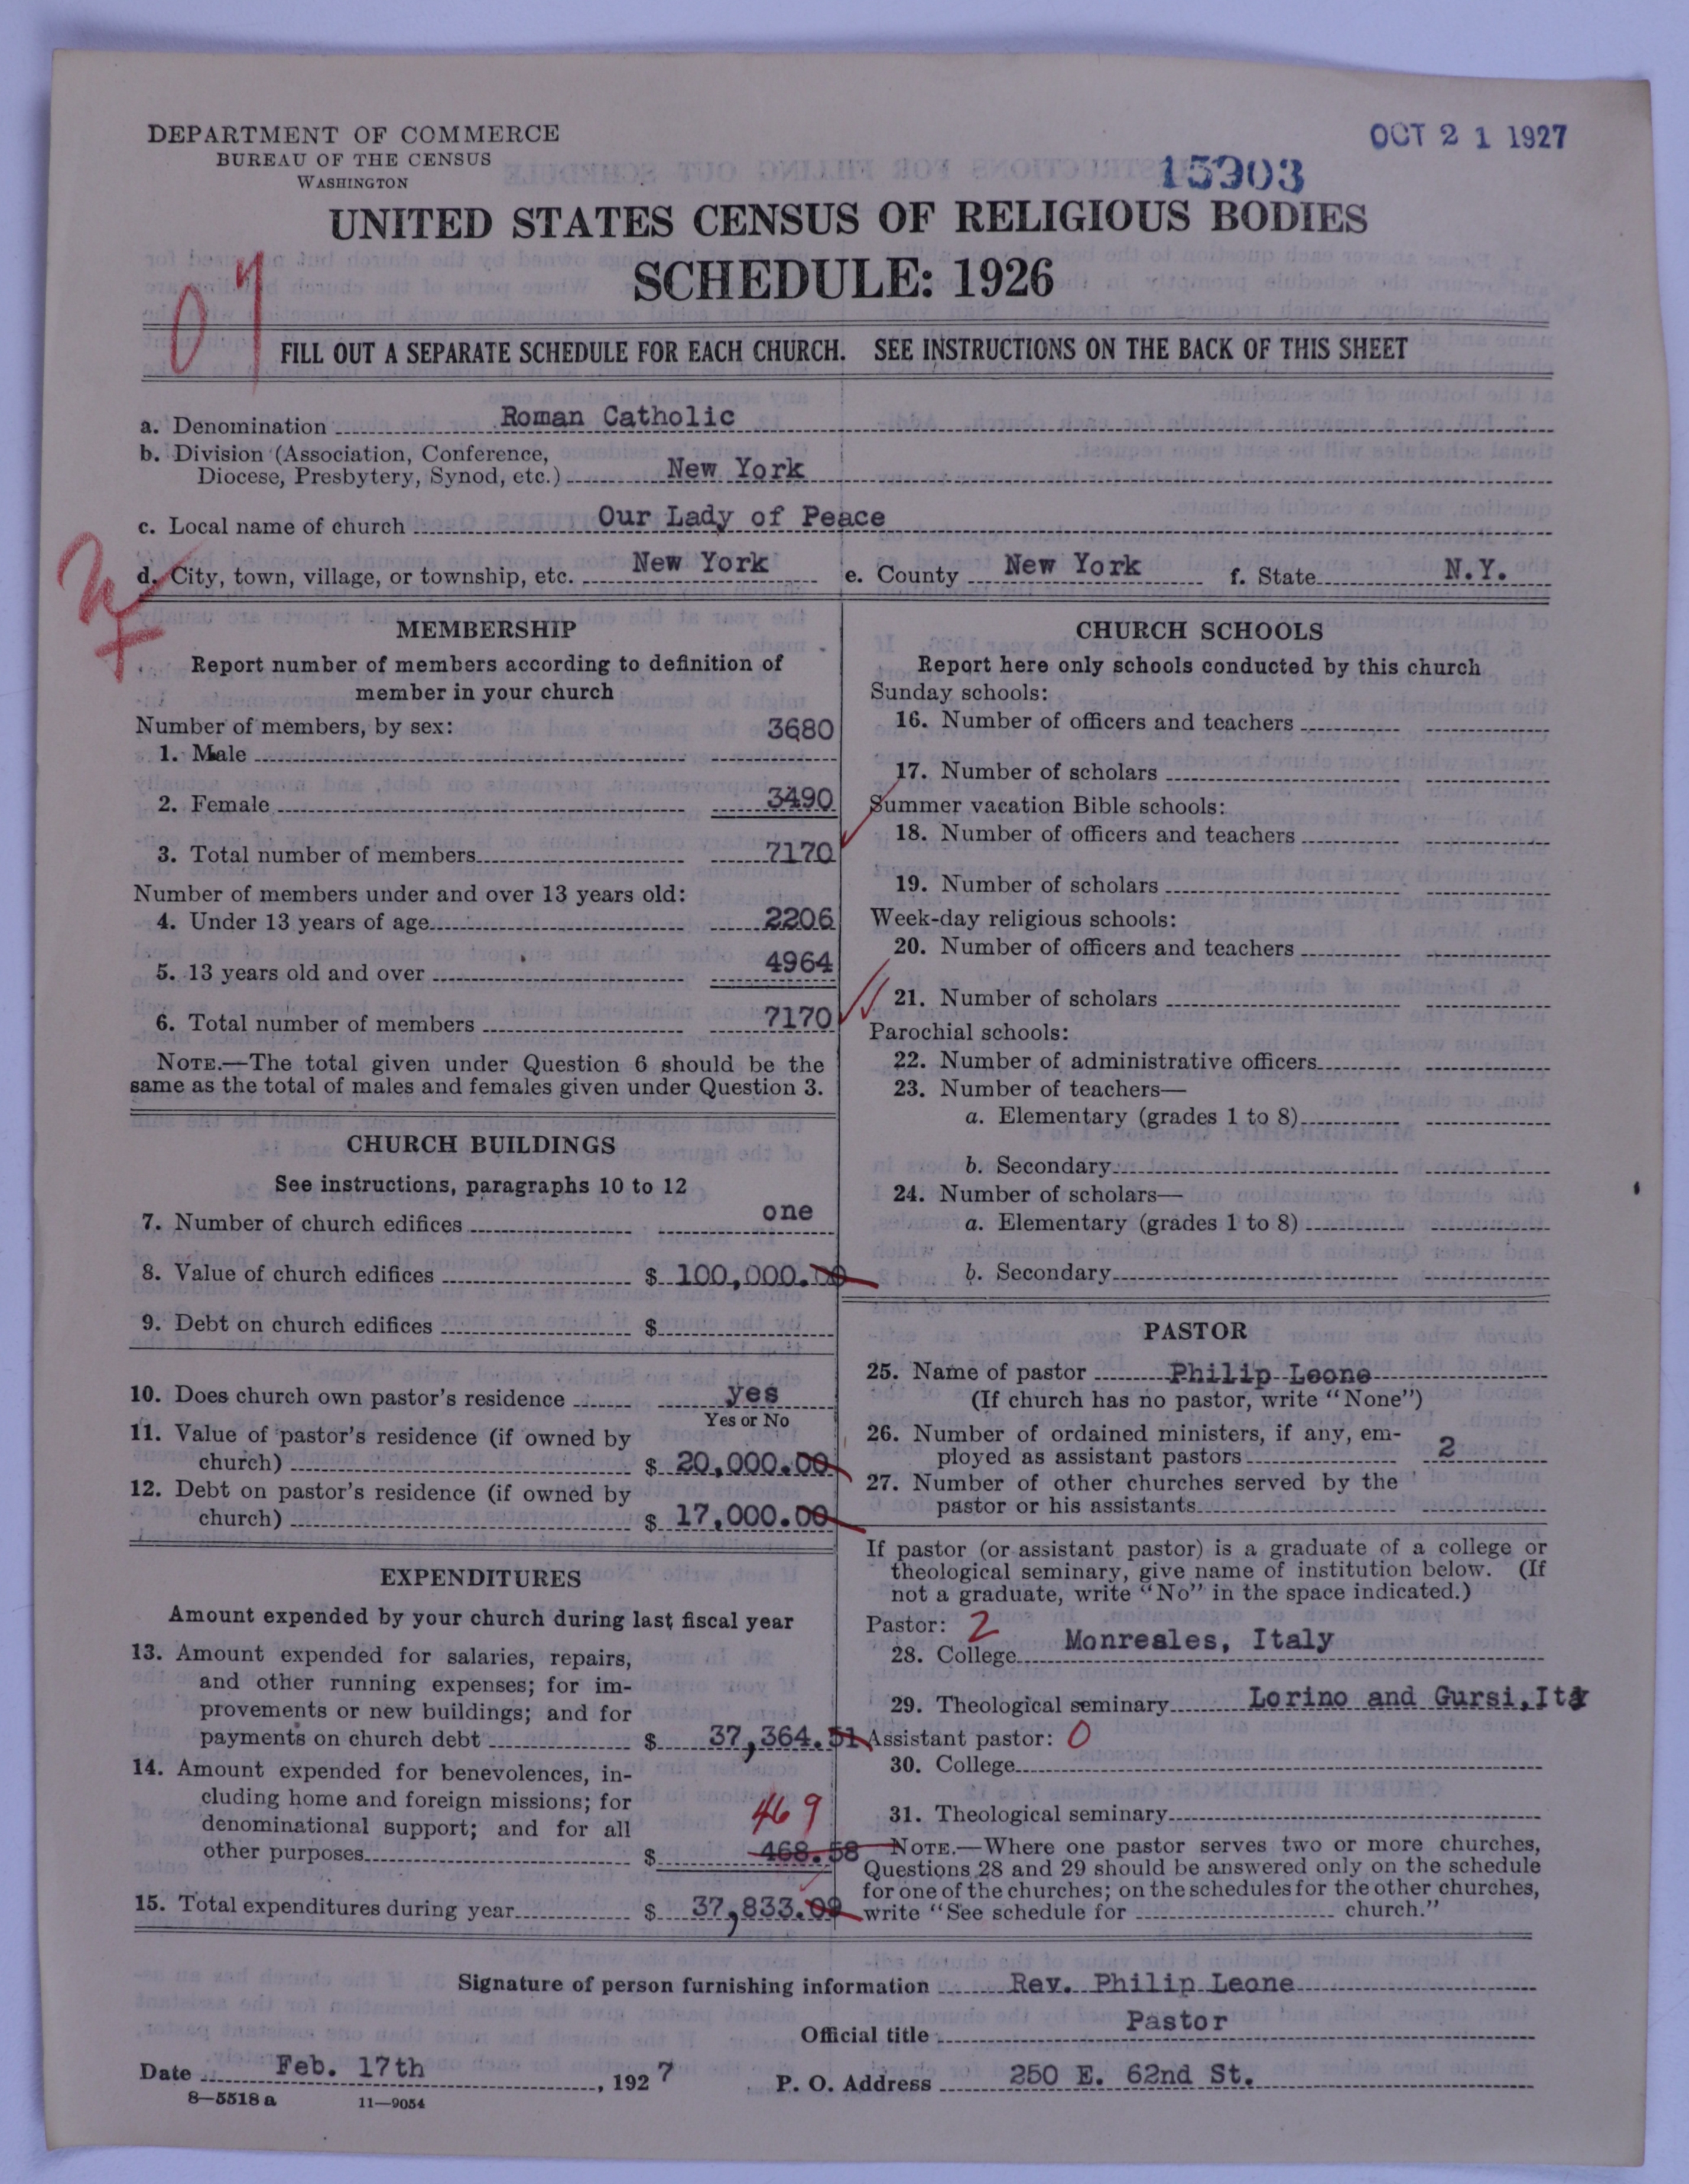 DEPARTMENT OF COMMERCE
BUREAU OF THE CENSUS
WASHINGTON
OCT 21 1927
15903
UNITED STATES CENSUS OF RELIGIOUS BODIES
SCHEDULE: 1926
07
FILL OUT A SEPARATE SCHEDULE FOR EACH CHURCH. SEE INSTRUCTIONS ON THE BACK OF THIS SHEET
a. Denomination Roman Catholic
b. Division (Association, Conference,
Diocese, Presbytery, Synod, etc.) New York
c. Local name of church Our Lady of Peace
d. City, town, village, or township, etc. New York e. County New York f. State N.Y.
MEMBERSHIP
Report number of members according to definition of
member in your church
Number of members, by sex:
1. Male 3680
2. Female 3490
3. Total number of members 7170
Number of members under and over 13 years old:
4. Under 13 years of age 2206
5. 13 years old and over 4964
6. Total number of members 7170
NOTE.—The total given under Question 6 should be the
same as the total of males and females given under Question 3.
CHURCH BUILDINGS
See instructions, paragraphs 10 to 12
7. Number of church edifices one
8. Value of church edifices $ 100,000.00
9. Debt on church edifices $
10. Does church own pastor's residence yes
Yes or No
11. Value of pastor's residence (if owned by
church) $ 20,000.00
12. Debt on pastor's residence (if owned by
church) $ 17,000.00
EXPENDITURES
Amount expended by your church during last fiscal year
13. Amount expended for salaries, repairs,
and other running expenses; for im-
provements or new buildings; and for
payments on church debt $ 37,364.51
14. Amount expended for benevolences, in-
cluding home and foreign missions; for
denominational support; and for all 469
other purposes $ 468.58
15. Total expenditures during year $ 37,833.09
CHURCH SCHOOLS
Report here only schools conducted by this church
Sunday schools:
16. Number of officers and teachers
17. Number of scholars
Summer vacation Bible schools:
18. Number of officers and teachers
19. Number of scholars
Week-day religious schools:
20. Number of officers and teachers
21. Number of scholars
Parochial schools:
22. Number of administrative officers
23. Number of teachers—
a. Elementary (grades 1 to 8)
b. Secondary
24. Number of scholars—
a. Elementary (grades 1 to 8)
b. Secondary
PASTOR
25. Name of pastor Philip Leone
(If church has no pastor, write "None")
26. Number of ordained ministers, if any, em-
ployed as assistant pastors 2
27. Number of other churches served by the
pastor or his assistants
If pastor (or assistant pastor) is a graduate of a college or
theological seminary, give name of institution below. (If
not a graduate, write "No" in the space indicated.)
Pastor: 2
28. College Monreales, Italy
29. Theological seminary Lorino and Gursi, Ity
Assistant pastor: 0
30. College
31. Theological seminary
NOTE.—Where one pastor serves two or more churches,
Questions 28 and 29 should be answered only on the schedule
for one of the churches; on the schedules for the other churches,
write "See schedule for church."
Signature of person furnishing information Rev. Philip Leone
Official title Pastor
Date Feb. 17th, 1927 P. O. Address 250 E. 62nd St.
8—5518 a 11—9054